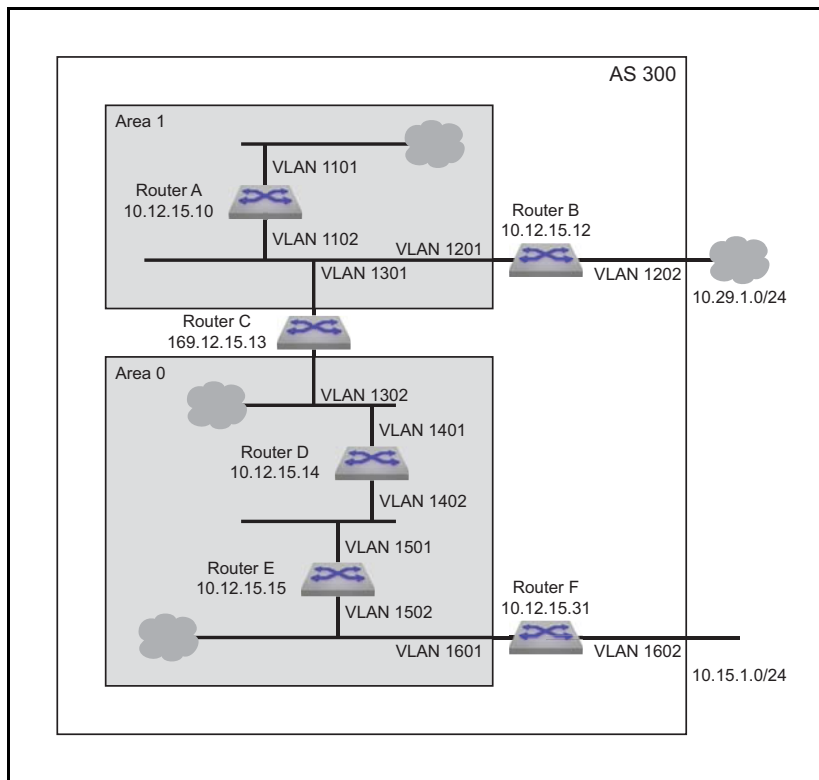 AS 300
Area 1
VLAN 1101
Router A
10.12.15.10
VLAN 1102
VLAN 1201
Router B
10.12.15.12
VLAN 1202
10.29.1.0/24
VLAN 1301
Router C
169.12.15.13
Area 0
VLAN 1302
VLAN 1401
Router D
10.12.15.14
VLAN 1402
VLAN 1501
Router E
10.12.15.15
VLAN 1502
Router F
10.12.15.31
VLAN 1601
VLAN 1602
10.15.1.0/24